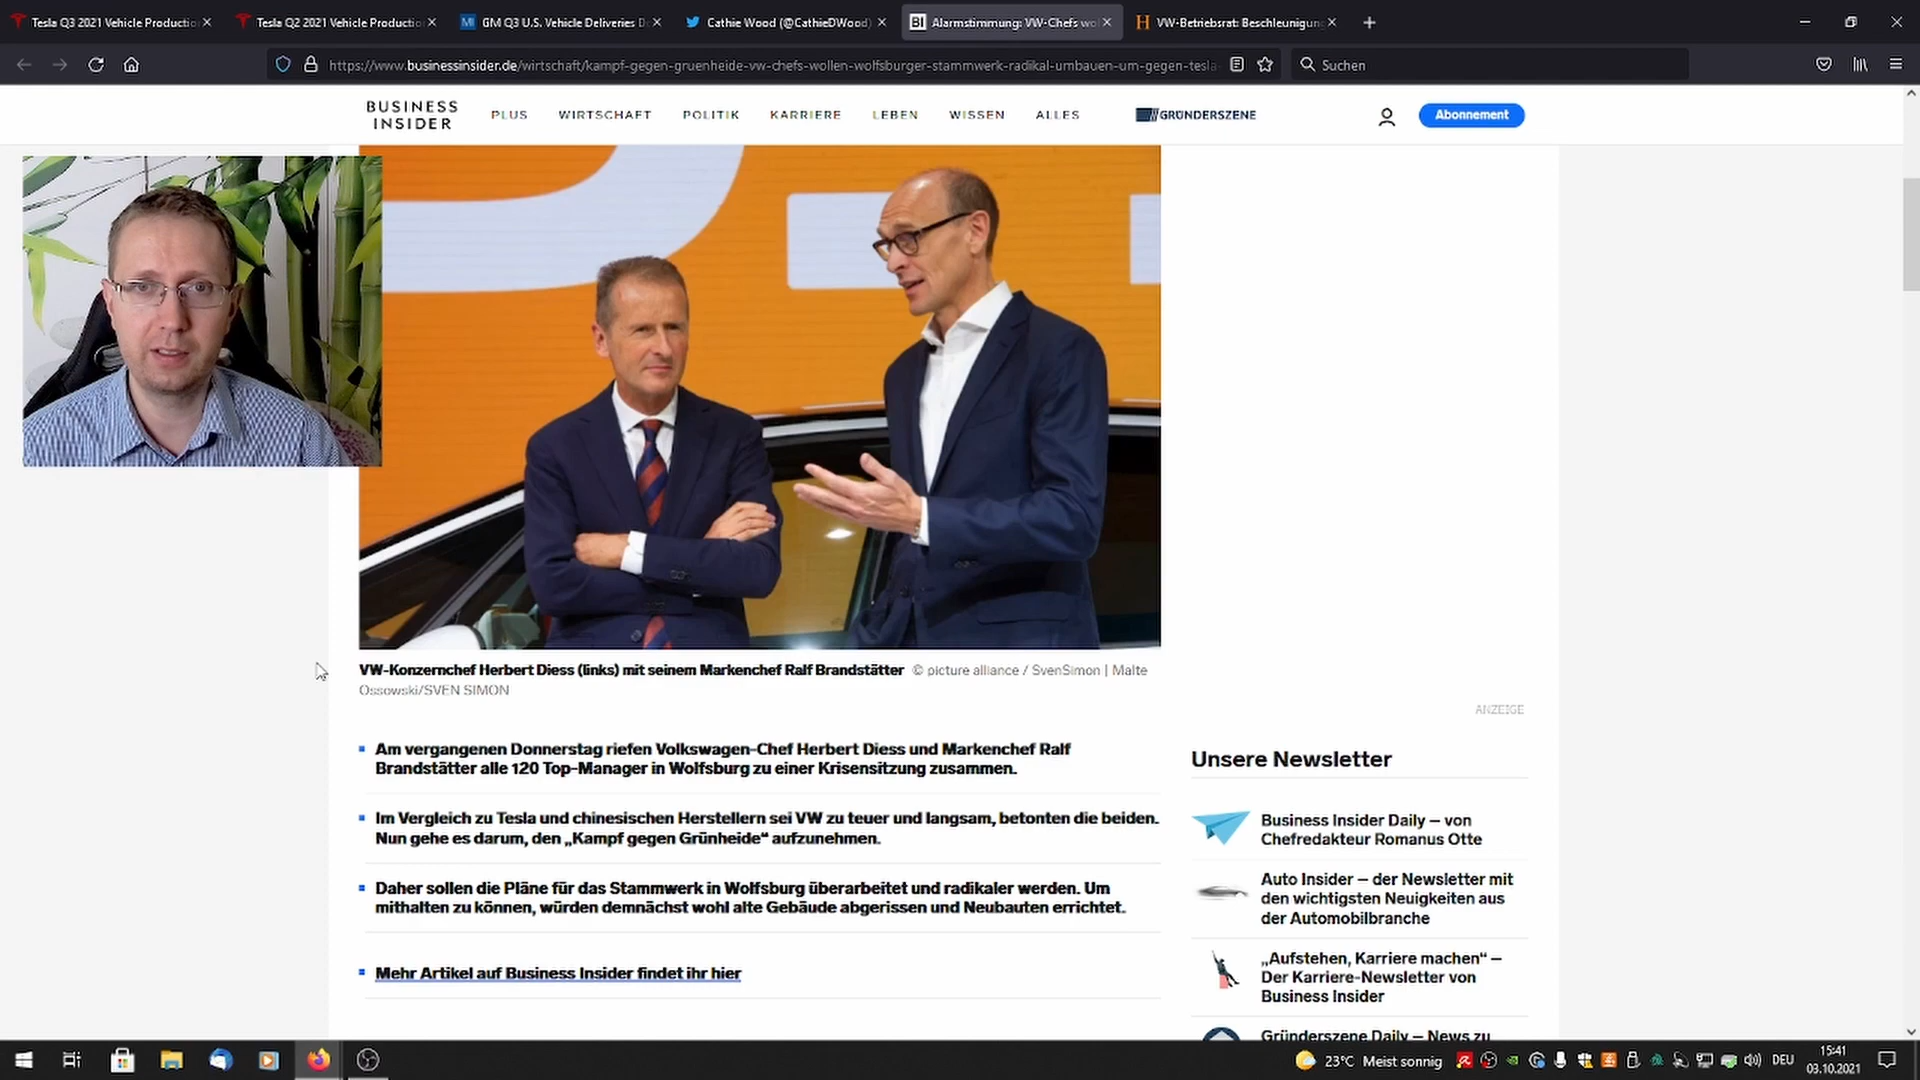 Tesla Q3 2021 Vehicle Productio
Tesla Q2 2021 Vehicle Productio
GM Q3 U.S. Vehicle Deliveries D
Cathie Wood (@CathieDWood)
Alarmstimmung: VW-Chefs wo
VW-Betriebsrat: Beschleunigung
https://www.businessinsider.de/wirtschaft/kampf-gegen-gruenheide-vw-chefs-wollen-wolfsburger-stammwerk-radikal-umbauen-um-gegen-tesla
Suchen
BUSINESS
INSIDER
PLUS
WIRTSCHAFT
POLITIK
KARRIERE
LEBEN
WISSEN
ALLES
GRÜNDERSZENE
Abonnement
VW-Konzernchef Herbert Diess (links) mit seinem Markenchef Ralf Brandstätter © picture alliance / SvenSimon | Malte
Ossowski/SVEN SIMON
Am vergangenen Donnerstag riefen Volkswagen-Chef Herbert Diess und Markenchef Ralf
Brandstätter alle 120 Top-Manager in Wolfsburg zu einer Krisensitzung zusammen.
Im Vergleich zu Tesla und chinesischen Herstellern sei VW zu teuer und langsam, betonten die beiden.
Nun gehe es darum, den „Kampf gegen Grünheide“ aufzunehmen.
Daher sollen die Pläne für das Stammwerk in Wolfsburg überarbeitet und radikaler werden. Um
mithalten zu können, würden demnächst wohl alte Gebäude abgerissen und Neubauten errichtet.
Mehr Artikel auf Business Insider findet ihr hier
ANZEIGE
Unsere Newsletter
Business Insider Daily – von
Chefredakteur Romanus Otte
Auto Insider – der Newsletter mit
den wichtigsten Neuigkeiten aus
der Automobilbranche
„Aufstehen, Karriere machen“ –
Der Karriere-Newsletter von
Business Insider
Gründerszene Daily – News zu
23°C Meist sonnig
DEU
15:41
03.10.2021